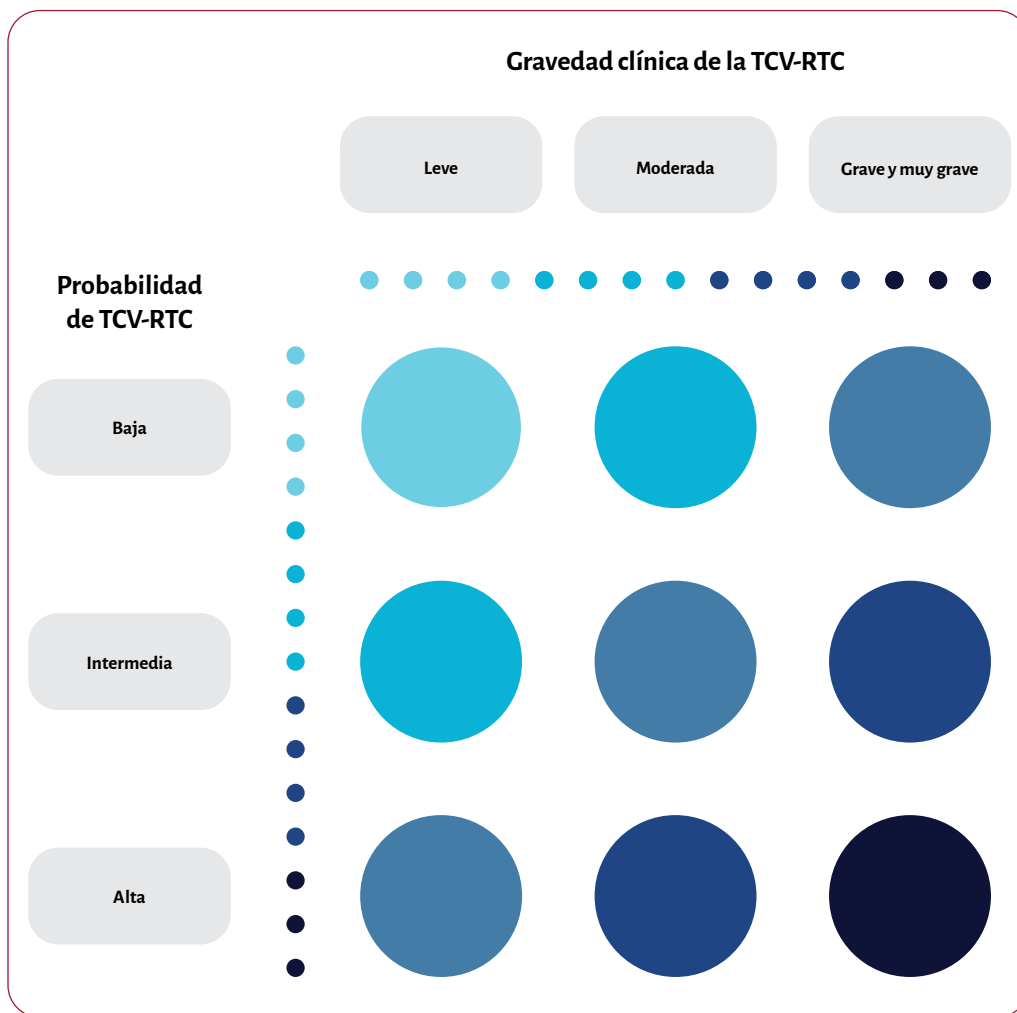 Gravedad clínica de la TCV-RTC
Leve
Moderada
Grave y muy grave
Probabilidad
de TCV-RTC
Baja
Intermedia
Alta